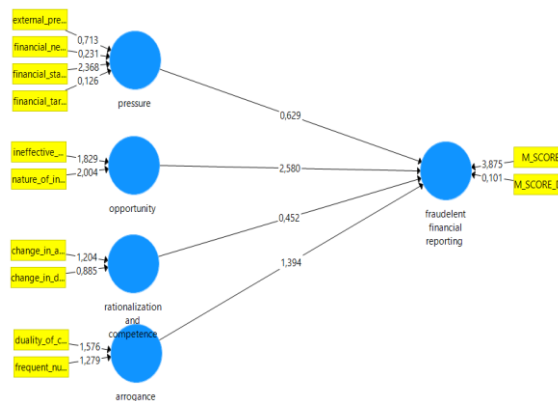 external_pre...
0,713
financial_ne...
0,231
financial_sta...
2,368
financial_tar...
0,126
pressure
0,629
ineffective_...
1,829
nature_of_in...
2,004
opportunity
2,580
3,875
M_SCORE
0,101
M_SCORE_D
fraudelent
financial
reporting
0,452
change_in_a...
1,204
change_in_d...
0,885
rationalization
and
competence
1,394
duality_of_c...
1,576
frequent_nu...
1,279
arrogance